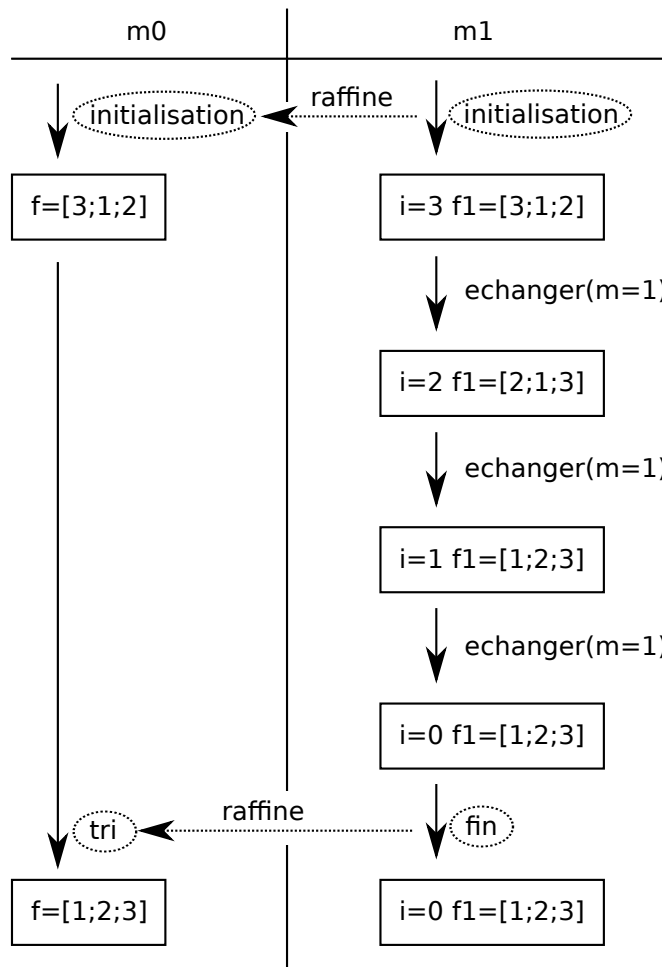 m0 m1
initialisation raffine initialisation
f=[3;1;2] i=3 f1=[3;1;2]
echanger(m=1)
i=2 f1=[2;1;3]
echanger(m=1)
i=1 f1=[1;2;3]
echanger(m=1)
i=0 f1=[1;2;3]
tri raffine fin
f=[1;2;3] i=0 f1=[1;2;3]